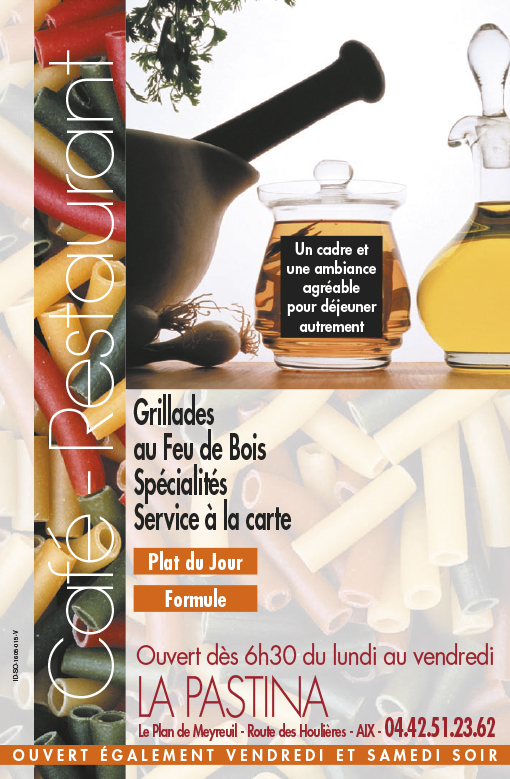 Café - Restaurant
Un cadre et
une ambiance
agréable
pour déjeuner
autrement
Grillades
au Feu de Bois
Spécialités
Service à la carte
Plat du Jour
Formule
Ouvert dès 6h30 du lundi au vendredi
LA PASTINA
Le Plan de Meyreuil - Route des Houlières - AIX - 04.42.51.23.62
OUVERT ÉGALEMENT VENDREDI ET SAMEDI SOIR